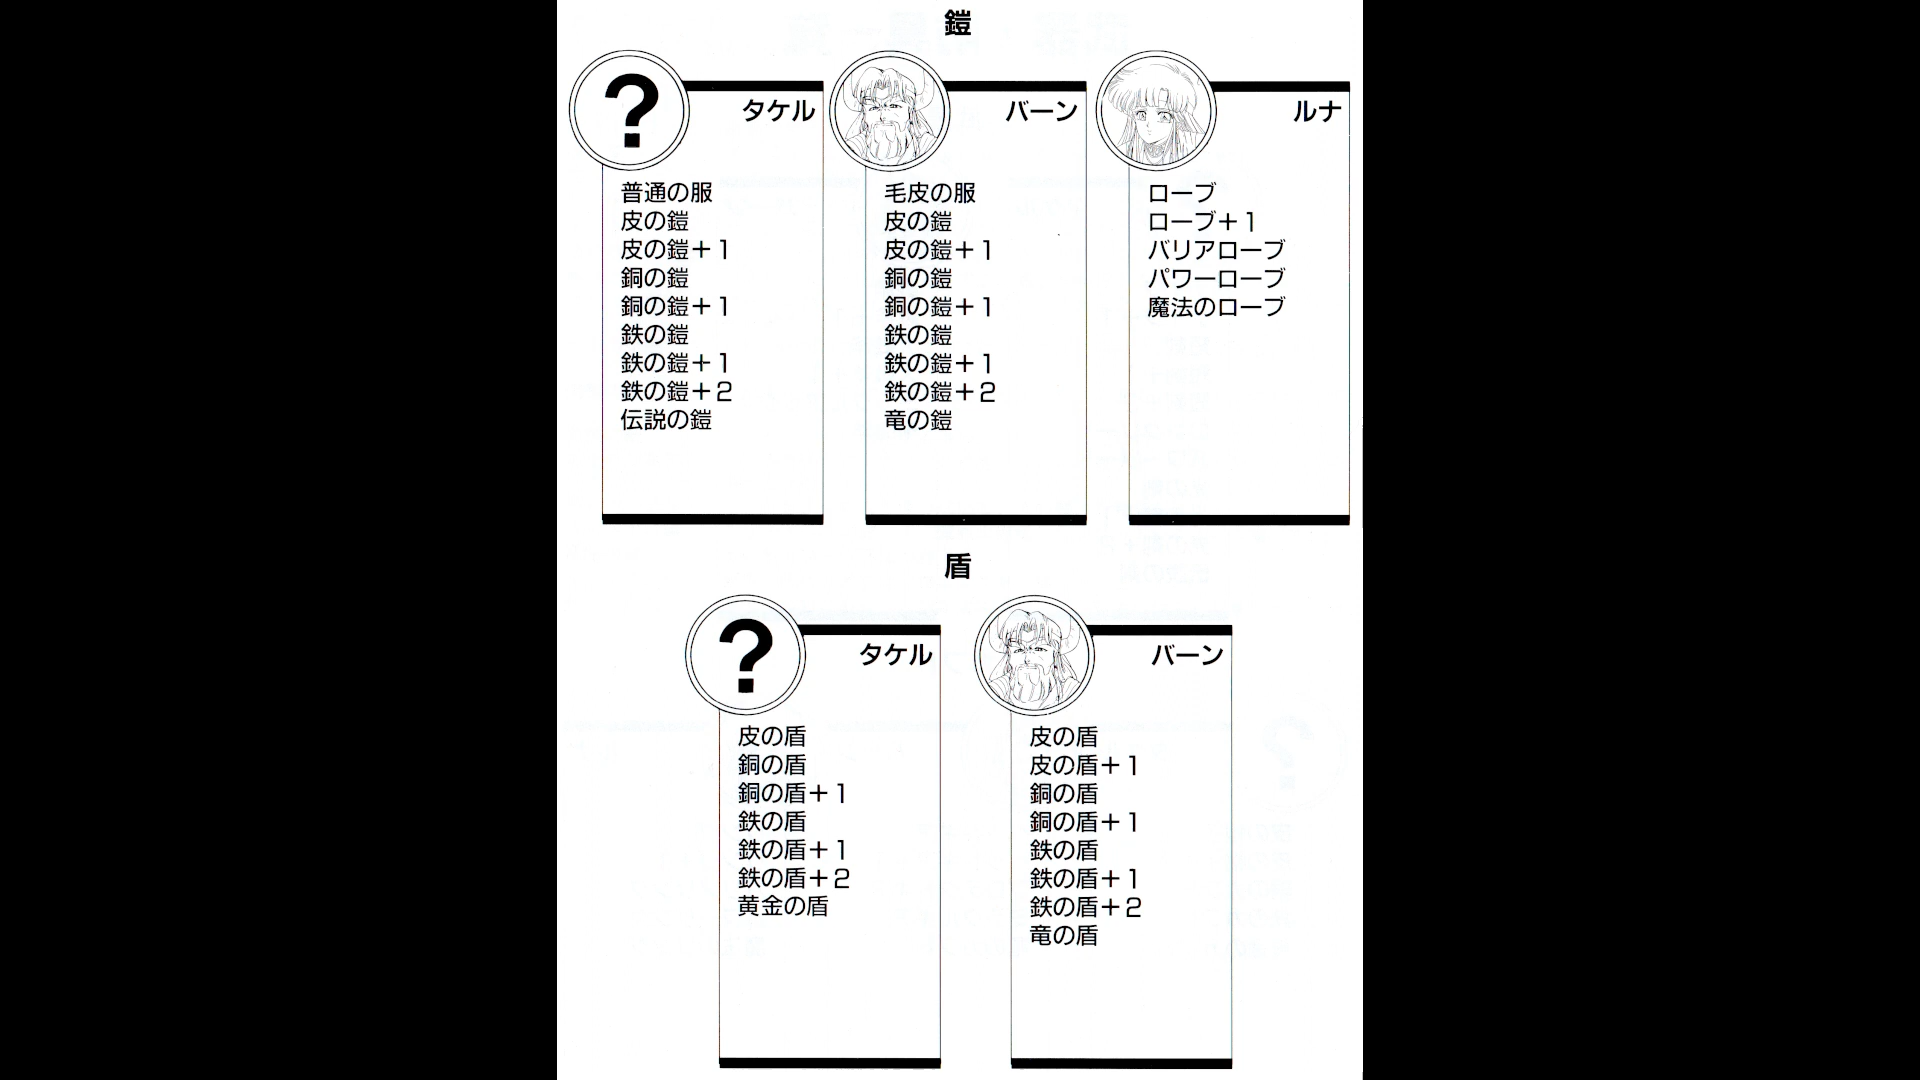 鎧
?
タケル
普通の服
皮の鎧
皮の鎧+1
銅の鎧
銅の鎧+1
鉄の鎧
鉄の鎧+1
鉄の鎧+2
伝説の鎧
バーン
毛皮の服
皮の鎧
皮の鎧+1
銅の鎧
銅の鎧+1
鉄の鎧
鉄の鎧+1
鉄の鎧+2
竜の鎧
ルナ
ローブ
ローブ+1
バリアローブ
パワーローブ
魔法のローブ
盾
?
タケル
皮の盾
銅の盾
銅の盾+1
鉄の盾
鉄の盾+1
鉄の盾+2
黄金の盾
バーン
皮の盾
皮の盾+1
銅の盾
銅の盾+1
鉄の盾
鉄の盾+1
鉄の盾+2
竜の盾